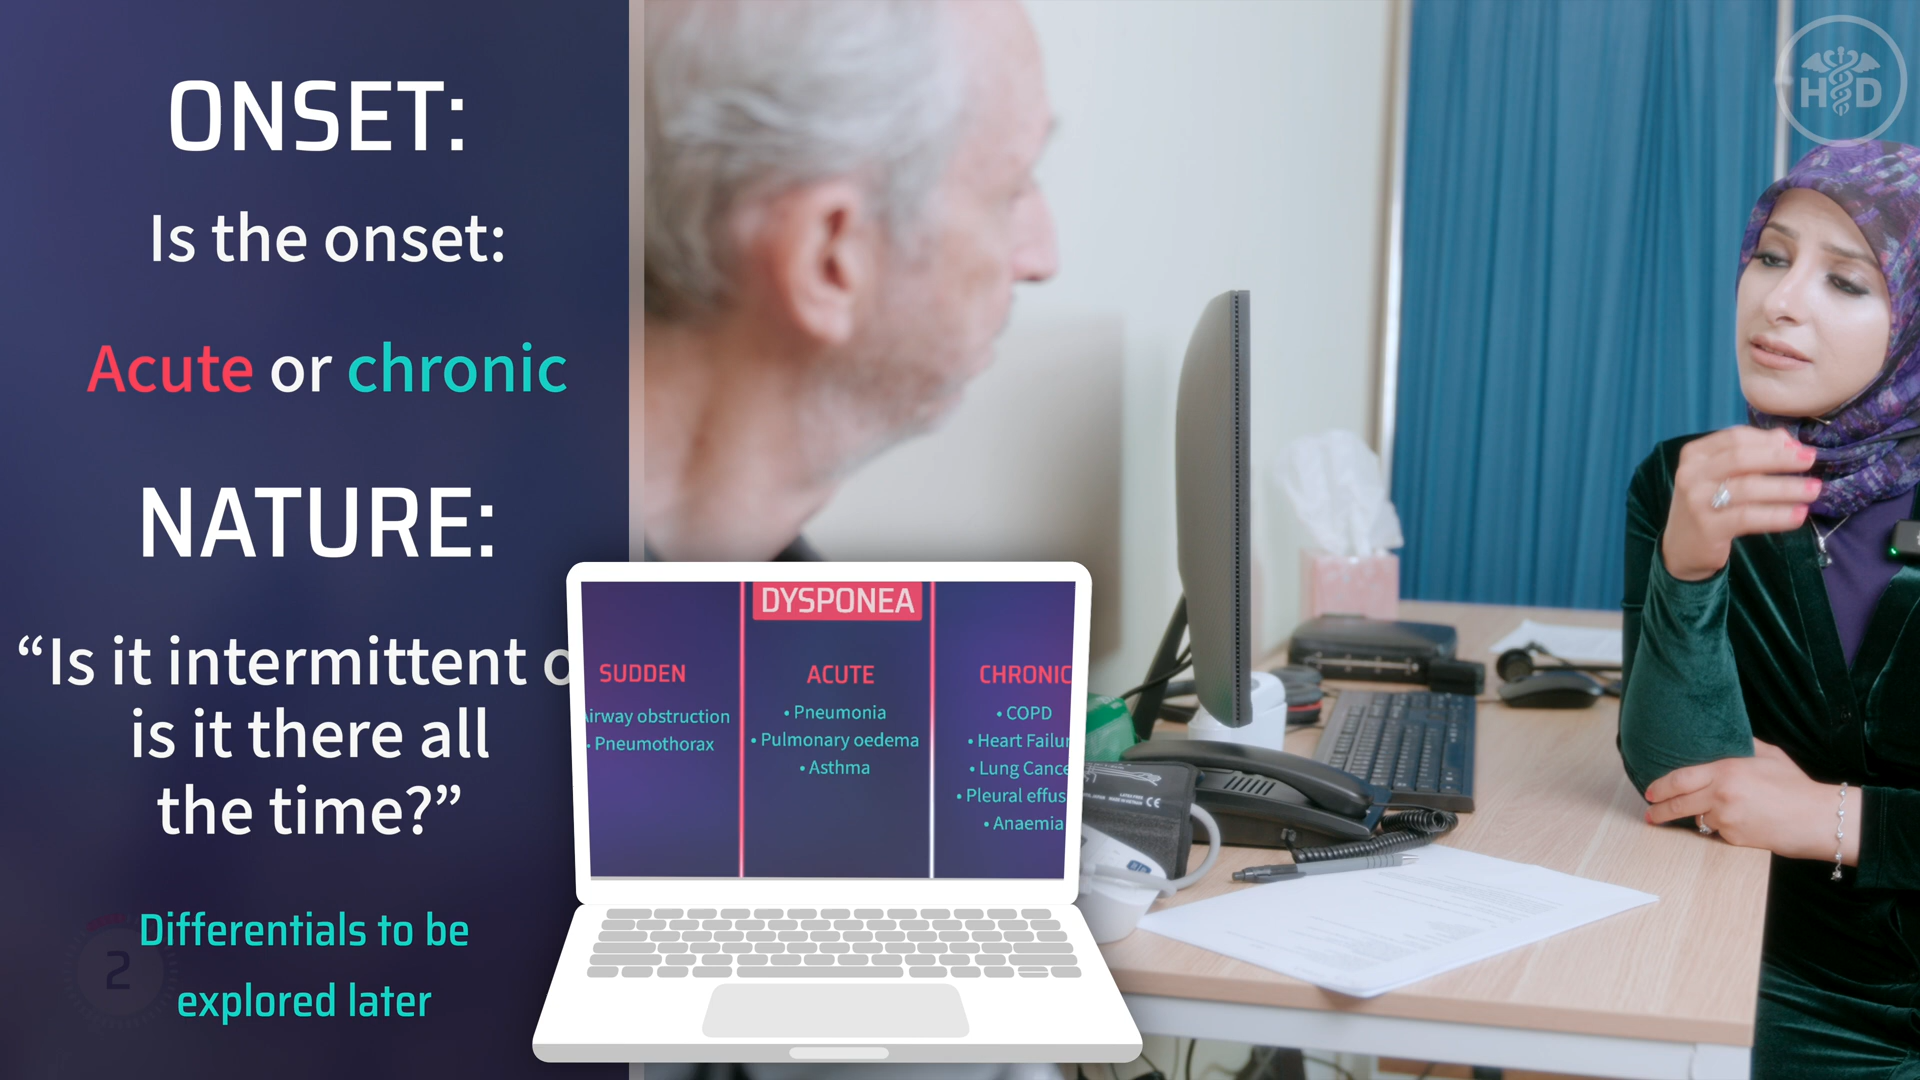 ONSET:
Is the onset:
Acute or chronic
NATURE:
“Is it intermittent o
is it there all
the time?”
Differentials to be
explored later
2
DYSPONEA
SUDDEN
irway obstruction
• Pneumothorax
ACUTE
• Pneumonia
• Pulmonary oedema
• Asthma
CHRONIC
• COPD
• Heart Failur
• Lung Cance
• Pleural effus
• Anaemia
H D